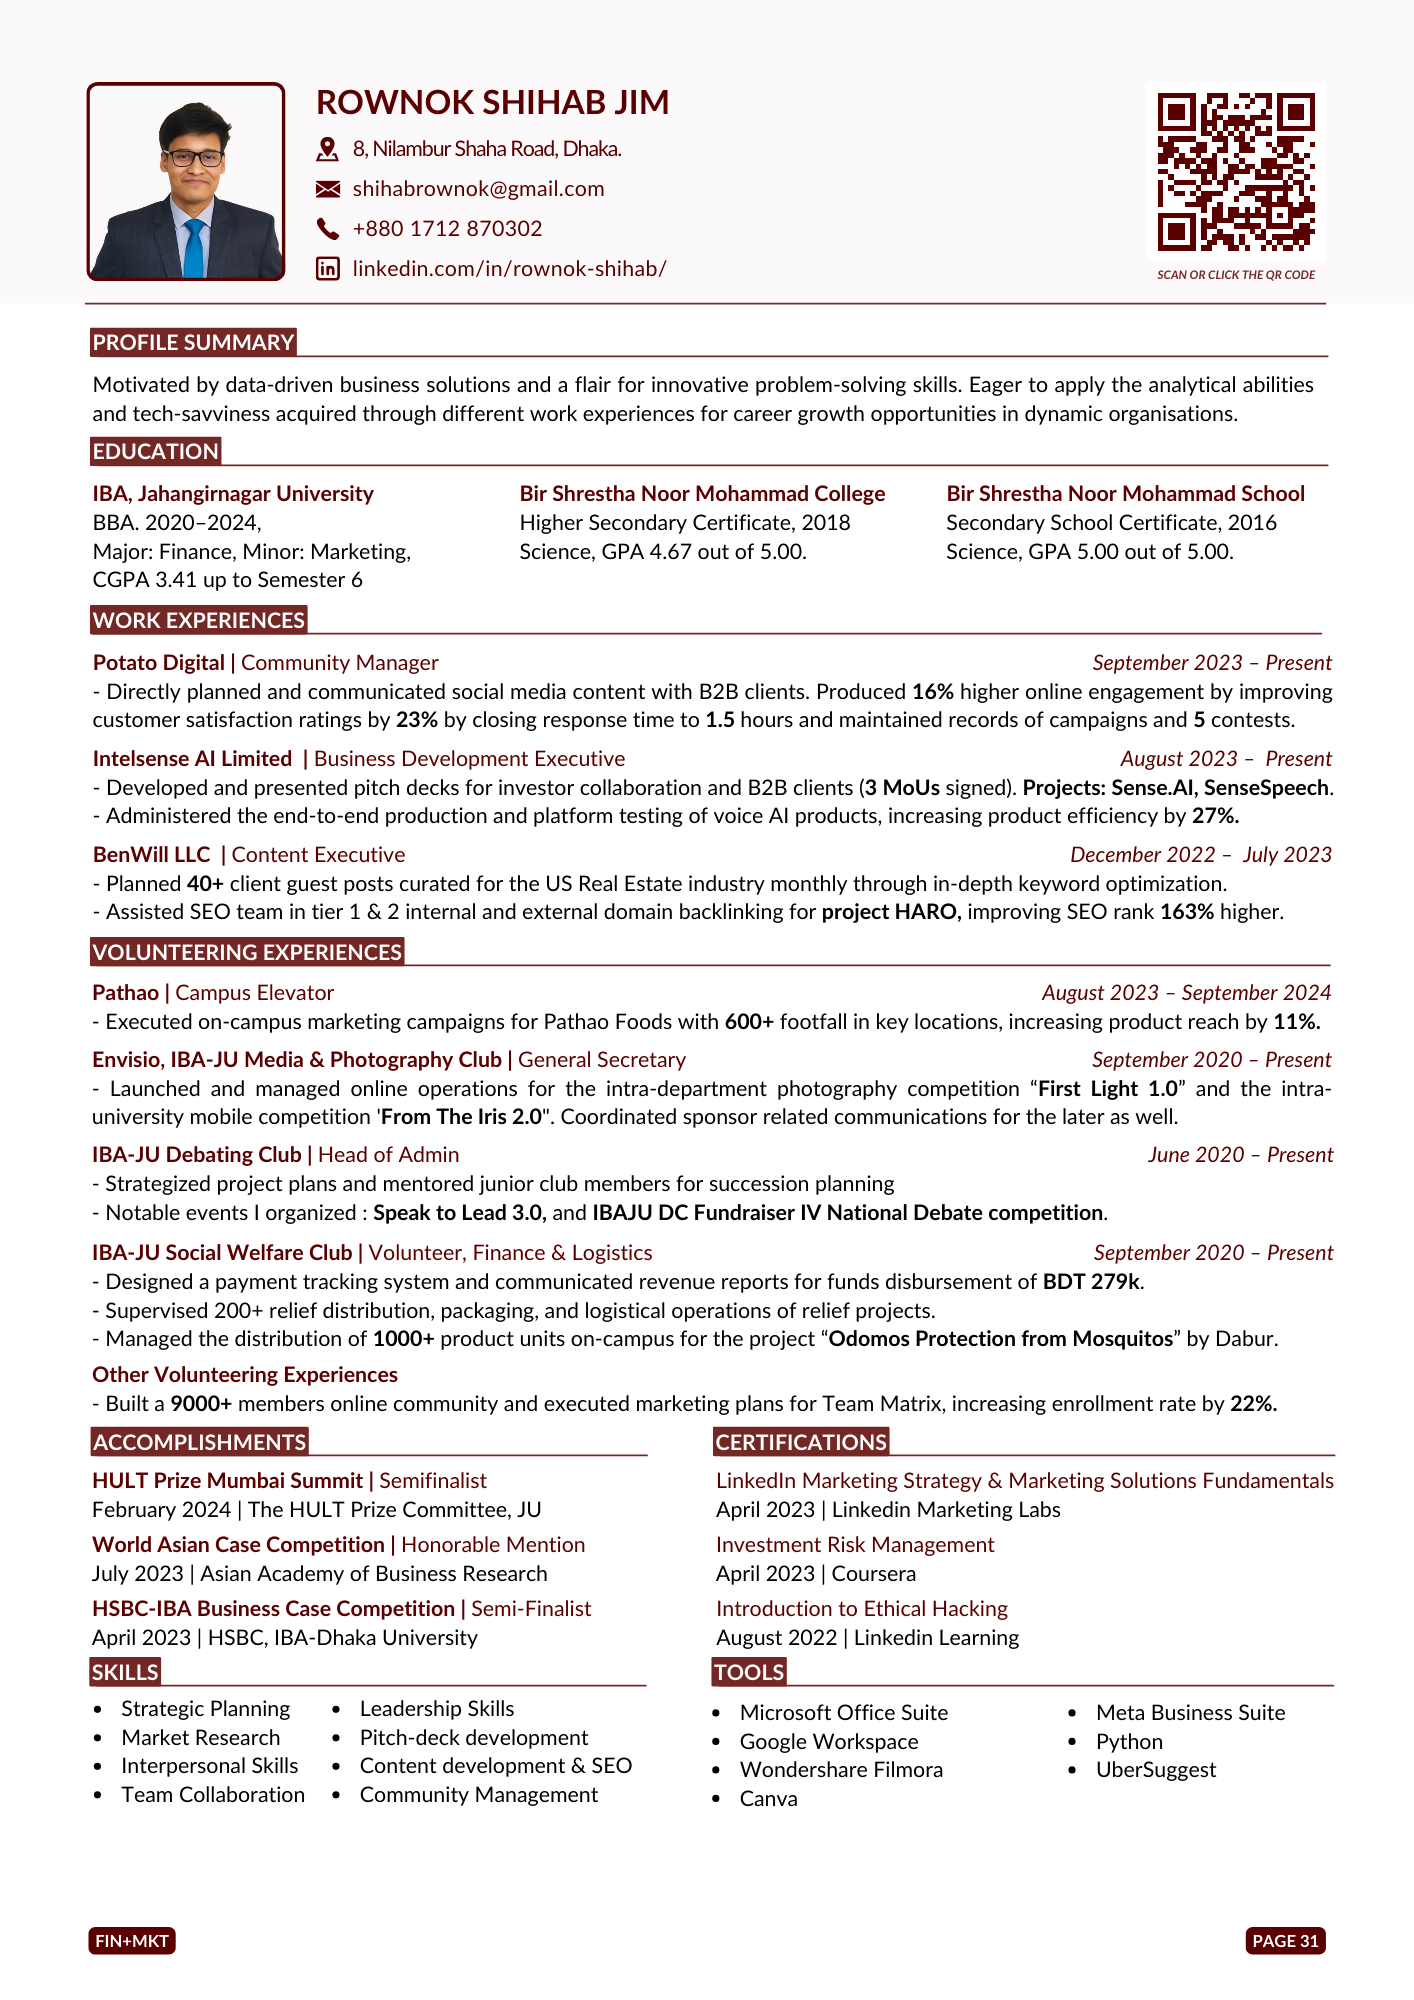 ROWNOK SHIHAB JIM
8, Nilambur Shaha Road, Dhaka.
shihabrownok@gmail.com
+880 1712 870302
linkedin.com/in/rownok-shihab/
SCAN OR CLICK THE QR CODE
PROFILE SUMMARY
Motivated by data-driven business solutions and a flair for innovative problem-solving skills. Eager to apply the analytical abilities
and tech-savviness acquired through different work experiences for career growth opportunities in dynamic organisations.
EDUCATION
IBA, Jahangirnagar University
BBA. 2020–2024,
Major: Finance, Minor: Marketing,
CGPA 3.41 up to Semester 6
Bir Shrestha Noor Mohammad College
Higher Secondary Certificate, 2018
Science, GPA 4.67 out of 5.00.
Bir Shrestha Noor Mohammad School
Secondary School Certificate, 2016
Science, GPA 5.00 out of 5.00.
WORK EXPERIENCES
Potato Digital | Community Manager September 2023 – Present
- Directly planned and communicated social media content with B2B clients. Produced 16% higher online engagement by improving
customer satisfaction ratings by 23% by closing response time to 1.5 hours and maintained records of campaigns and 5 contests.
Intelsense AI Limited | Business Development Executive August 2023 – Present
- Developed and presented pitch decks for investor collaboration and B2B clients (3 MoUs signed). Projects: Sense.AI, SenseSpeech.
- Administered the end-to-end production and platform testing of voice AI products, increasing product efficiency by 27%.
BenWill LLC | Content Executive December 2022 – July 2023
- Planned 40+ client guest posts curated for the US Real Estate industry monthly through in-depth keyword optimization.
- Assisted SEO team in tier 1 & 2 internal and external domain backlinking for project HARO, improving SEO rank 163% higher.
VOLUNTEERING EXPERIENCES
Pathao | Campus Elevator August 2023 – September 2024
- Executed on-campus marketing campaigns for Pathao Foods with 600+ footfall in key locations, increasing product reach by 11%.
Envisio, IBA-JU Media & Photography Club | General Secretary September 2020 – Present
- Launched and managed online operations for the intra-department photography competition “First Light 1.0” and the intra-
university mobile competition 'From The Iris 2.0". Coordinated sponsor related communications for the later as well.
IBA-JU Debating Club | Head of Admin June 2020 – Present
- Strategized project plans and mentored junior club members for succession planning
- Notable events I organized : Speak to Lead 3.0, and IBAJU DC Fundraiser IV National Debate competition.
IBA-JU Social Welfare Club | Volunteer, Finance & Logistics September 2020 – Present
- Designed a payment tracking system and communicated revenue reports for funds disbursement of BDT 279k.
- Supervised 200+ relief distribution, packaging, and logistical operations of relief projects.
- Managed the distribution of 1000+ product units on-campus for the project “Odomos Protection from Mosquitos” by Dabur.
Other Volunteering Experiences
- Built a 9000+ members online community and executed marketing plans for Team Matrix, increasing enrollment rate by 22%.
ACCOMPLISHMENTS
HULT Prize Mumbai Summit | Semifinalist
February 2024 | The HULT Prize Committee, JU
World Asian Case Competition | Honorable Mention
July 2023 | Asian Academy of Business Research
HSBC-IBA Business Case Competition | Semi-Finalist
April 2023 | HSBC, IBA-Dhaka University
CERTIFICATIONS
LinkedIn Marketing Strategy & Marketing Solutions Fundamentals
April 2023 | Linkedin Marketing Labs
Investment Risk Management
April 2023 | Coursera
Introduction to Ethical Hacking
August 2022 | Linkedin Learning
SKILLS
• Strategic Planning
• Market Research
• Interpersonal Skills
• Team Collaboration
• Leadership Skills
• Pitch-deck development
• Content development & SEO
• Community Management
TOOLS
• Microsoft Office Suite
• Google Workspace
• Wondershare Filmora
• Canva
• Meta Business Suite
• Python
• UberSuggest
FIN+MKT
PAGE 31